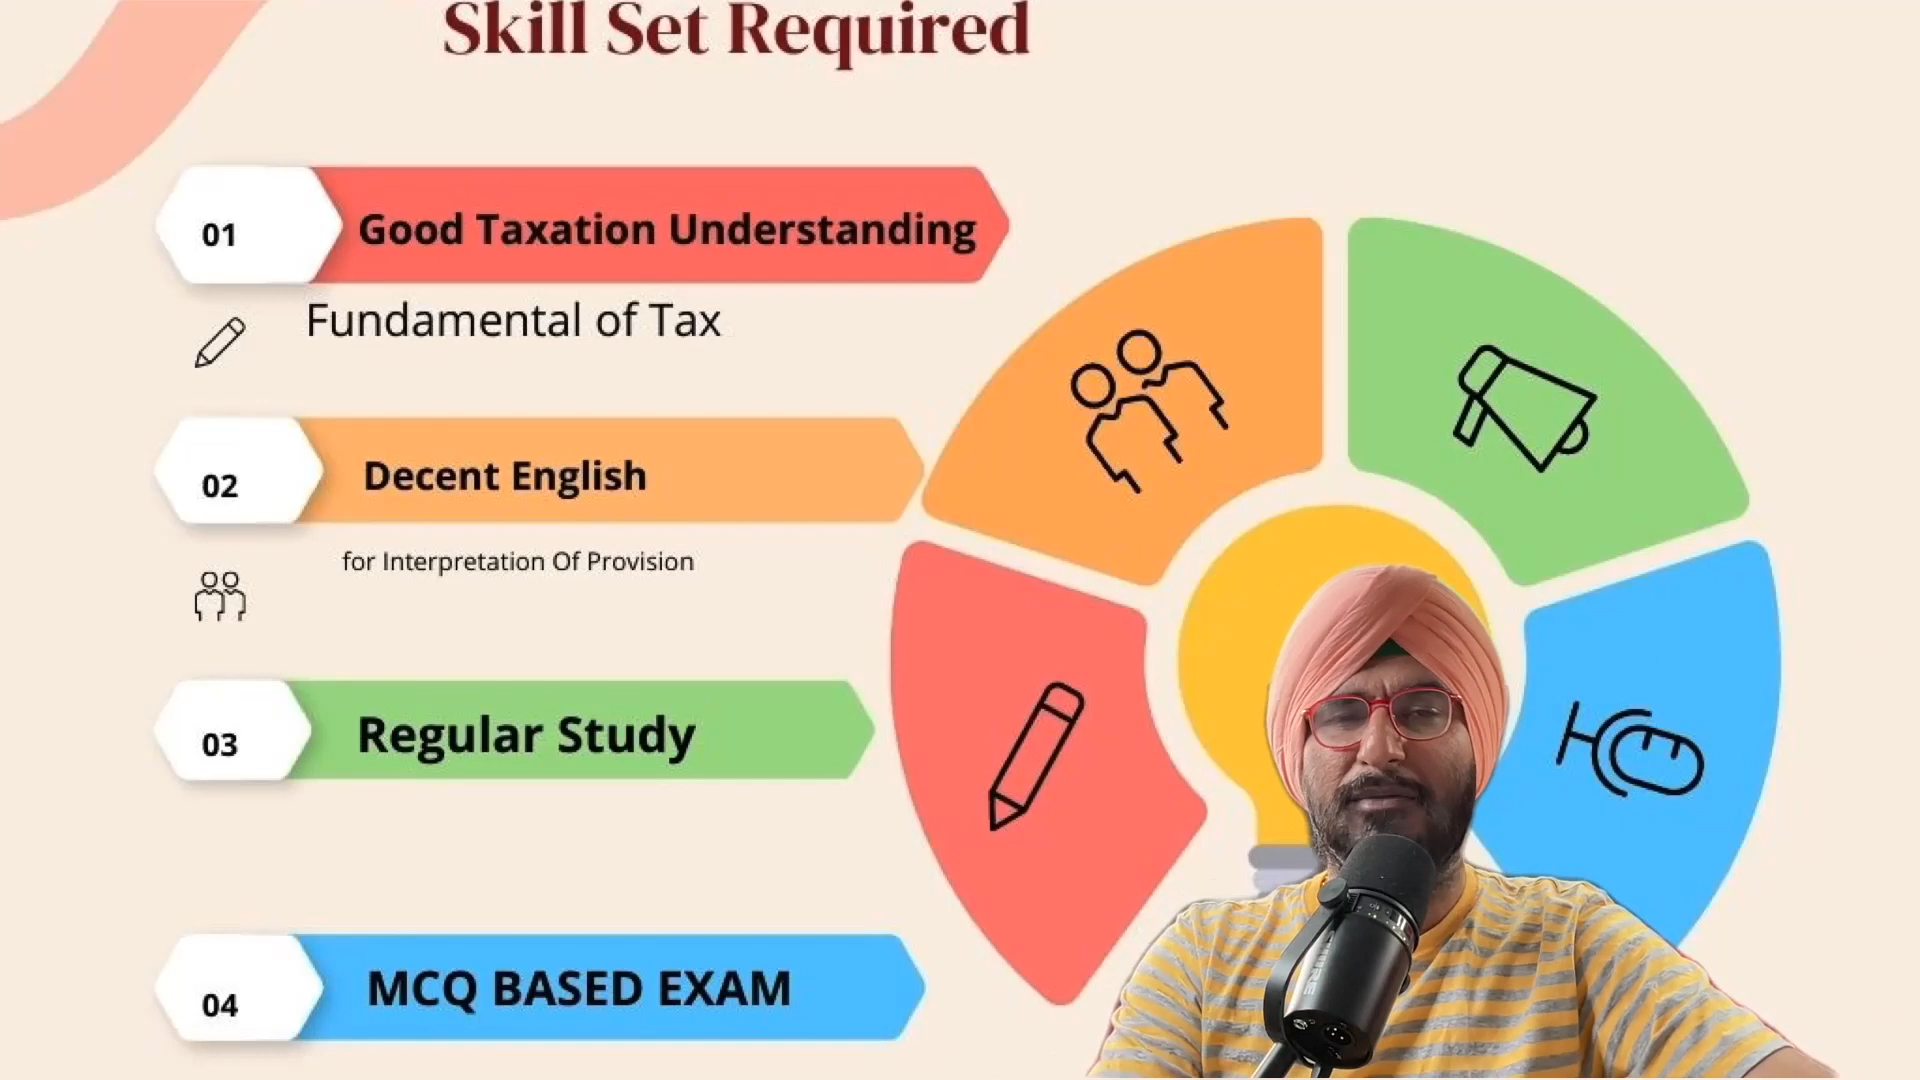 Skill Set Required
01
Good Taxation Understanding
Fundamental of Tax
02
Decent English
for Interpretation Of Provision
03
Regular Study
04
MCQ BASED EXAM